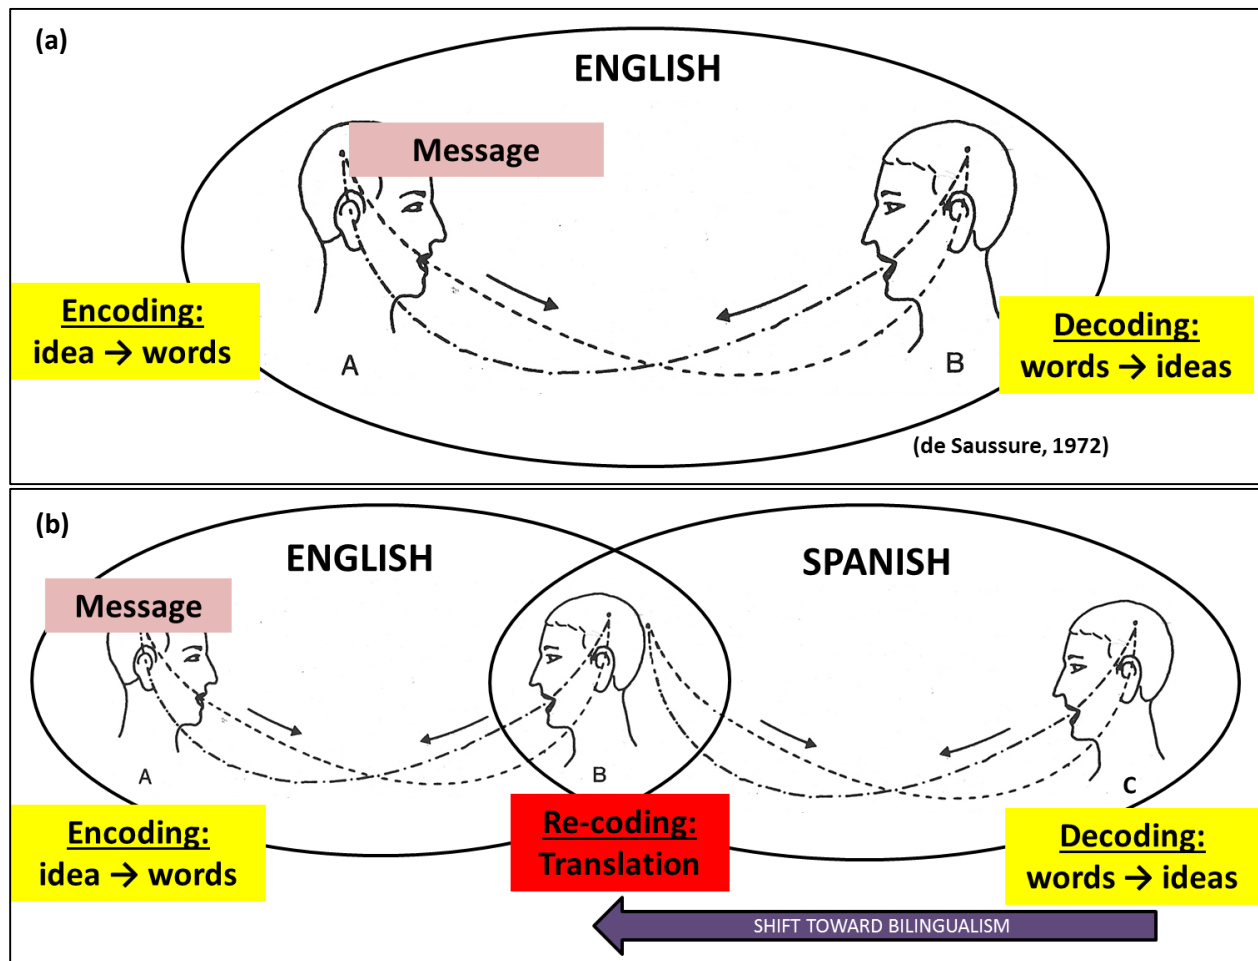 (a)
ENGLISH
Message
Encoding:
idea → words
A
B
Decoding:
words → ideas
(de Saussure, 1972)
(b)
ENGLISH
SPANISH
Message
A
B
C
Encoding:
idea → words
Re-coding:
Translation
Decoding:
words → ideas
SHIFT TOWARD BILINGUALISM